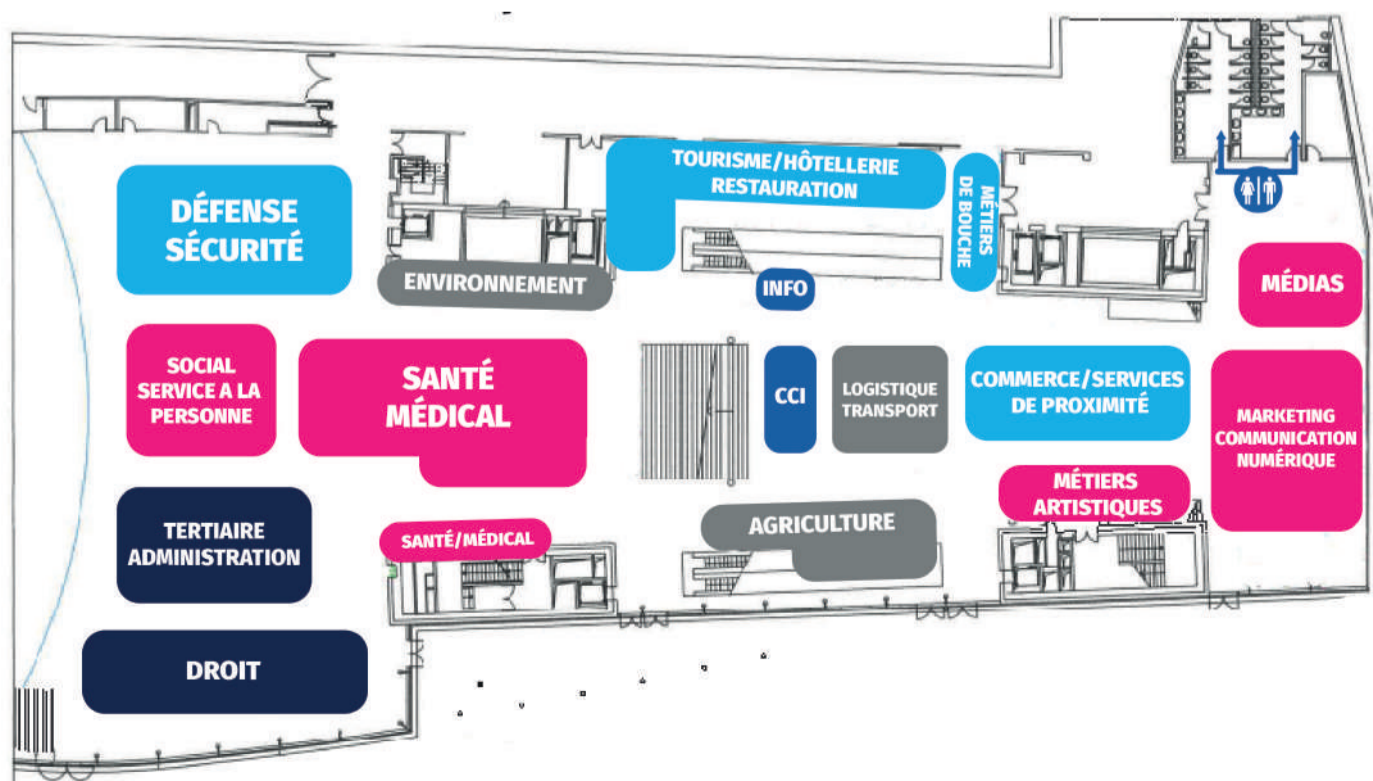 TOURISME/HÔTELLERIE
RESTAURATION
MÉTIERS
DE BOUCHE
DÉFENSE
SÉCURITÉ
ENVIRONNEMENT
INFO
MÉDIAS
SOCIAL
SERVICE A LA
PERSONNE
SANTÉ
MÉDICAL
CCI
LOGISTIQUE
TRANSPORT
COMMERCE/SERVICES
DE PROXIMITÉ
MARKETING
COMMUNICATION
NUMÉRIQUE
MÉTIERS
ARTISTIQUES
TERTIAIRE
ADMINISTRATION
SANTÉ/MÉDICAL
AGRICULTURE
DROIT